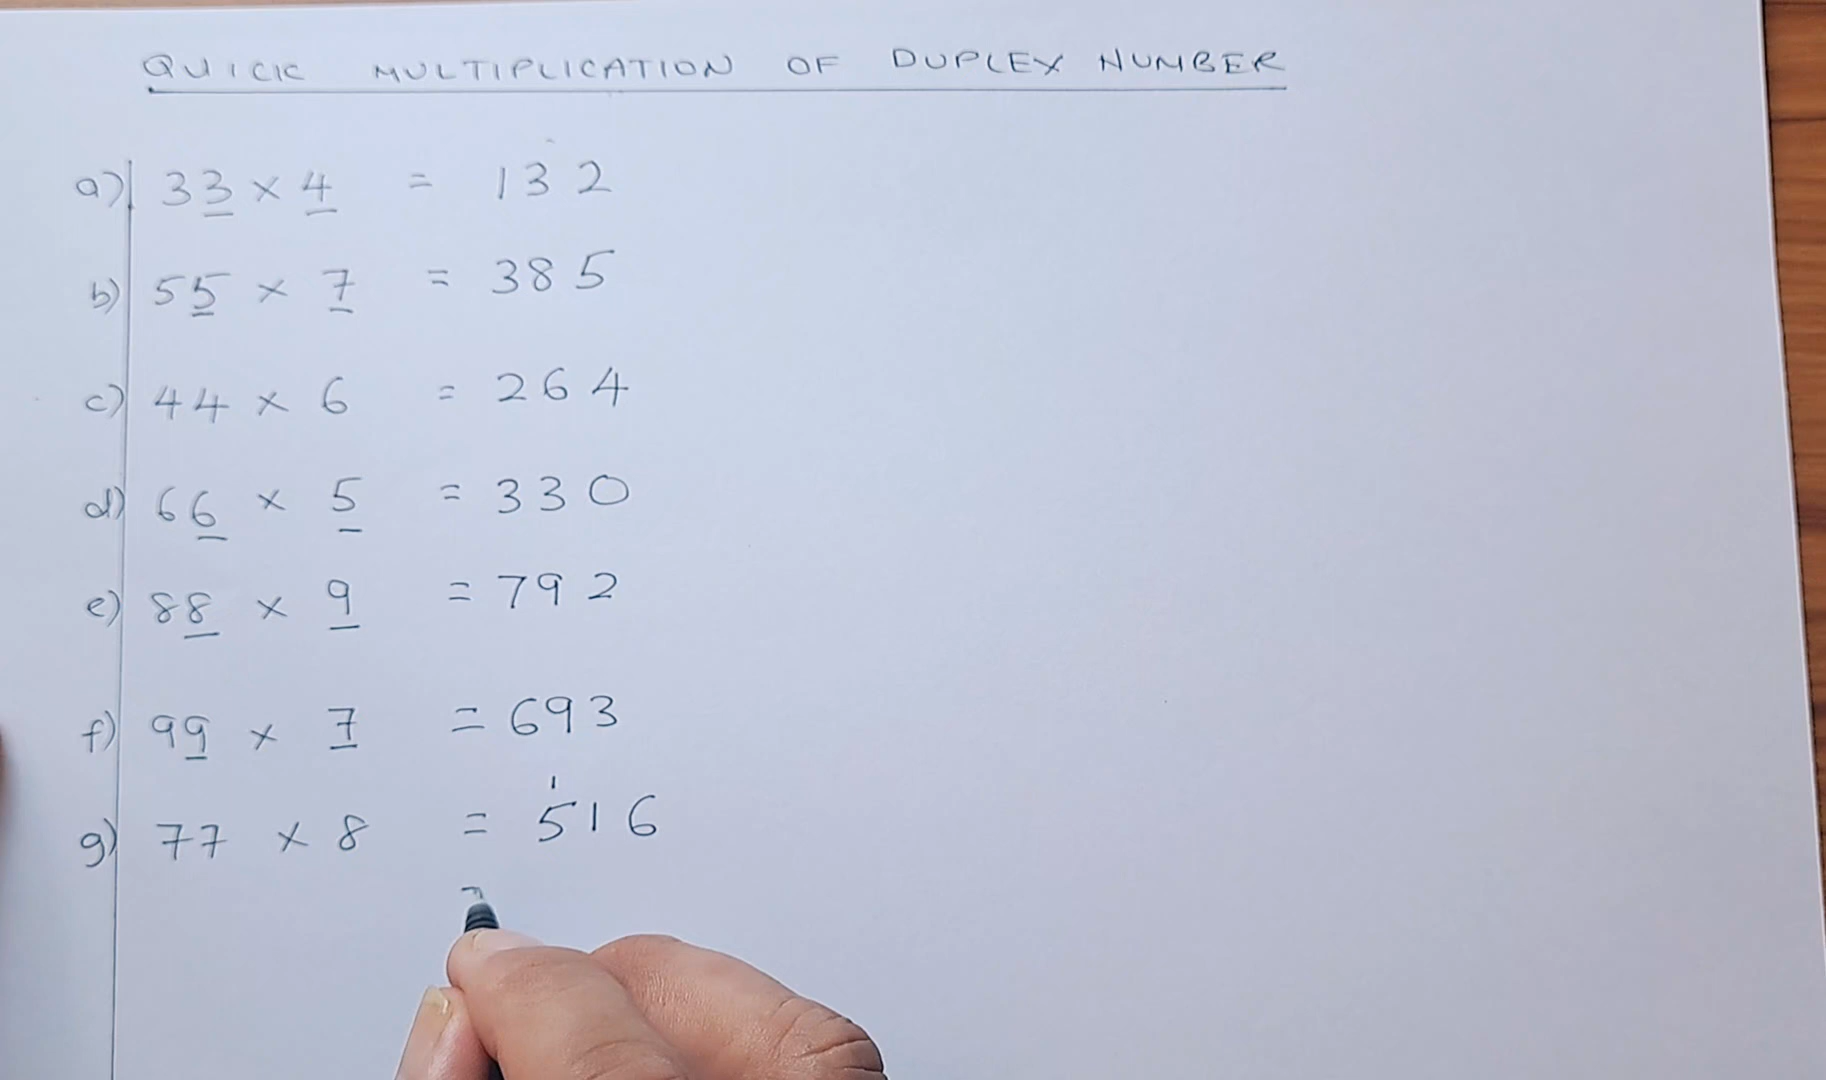 QUICK MULTIPLICATION OF DUPLEX NUMBER
a) 33 × 4 = 132
b) 55 × 7 = 385
c) 44 × 6 = 264
d) 66 × 5 = 330
e) 88 × 9 = 792
f) 99 × 7 = 693
1
g) 77 × 8 = 516
=